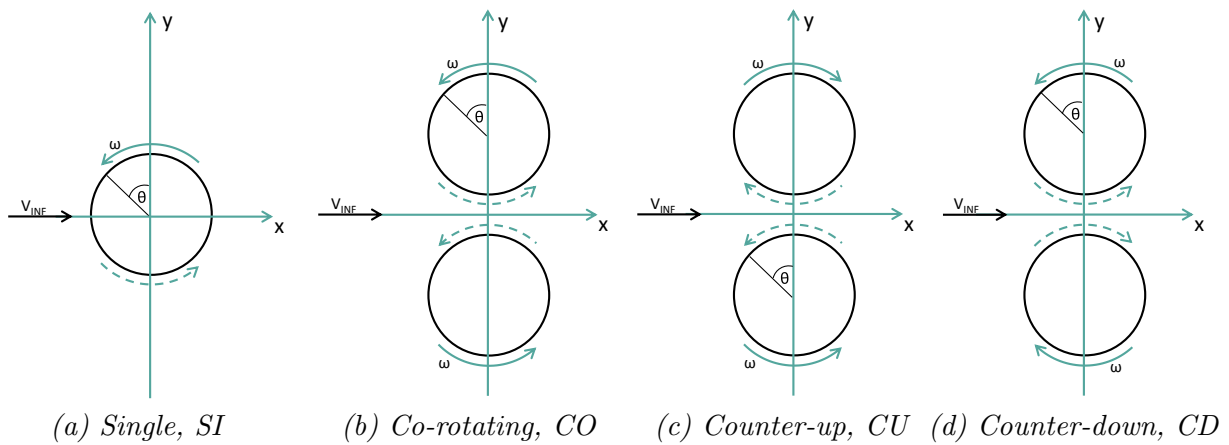 y
ω
θ
V_INF
x
y
ω
θ
V_INF
x
ω
y
ω
V_INF
x
θ
ω
y
ω
θ
V_INF
x
ω
(a) Single, SI
(b) Co-rotating, CO
(c) Counter-up, CU
(d) Counter-down, CD